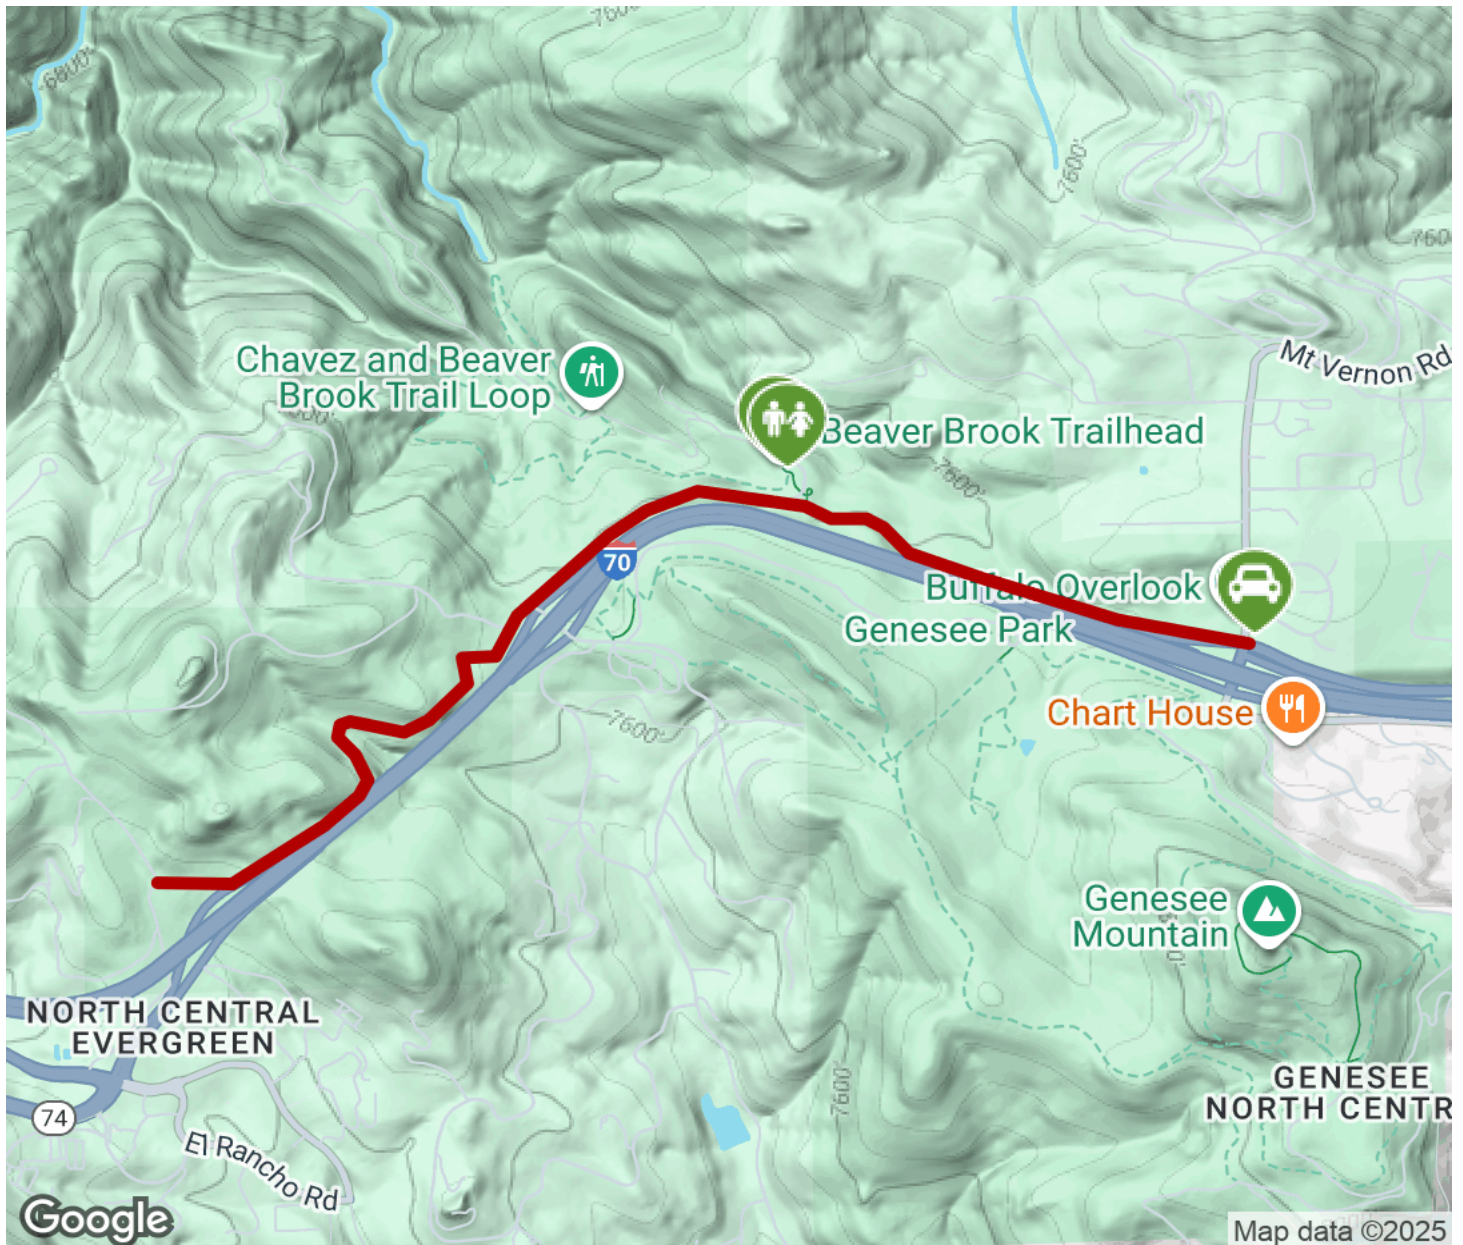 7600'
6800'
7600'
760
Mt Vernon Rd
Chavez and Beaver
Brook Trail Loop
Beaver Brook Trailhead
7600'
70
Buffalo Overlook
Genesee Park
Chart House
7600'
Genesee
Mountain
NORTH CENTRAL
EVERGREEN
7600'
GENESEE
NORTH CENTR
74
El Rancho Rd
Google
Map data ©2025